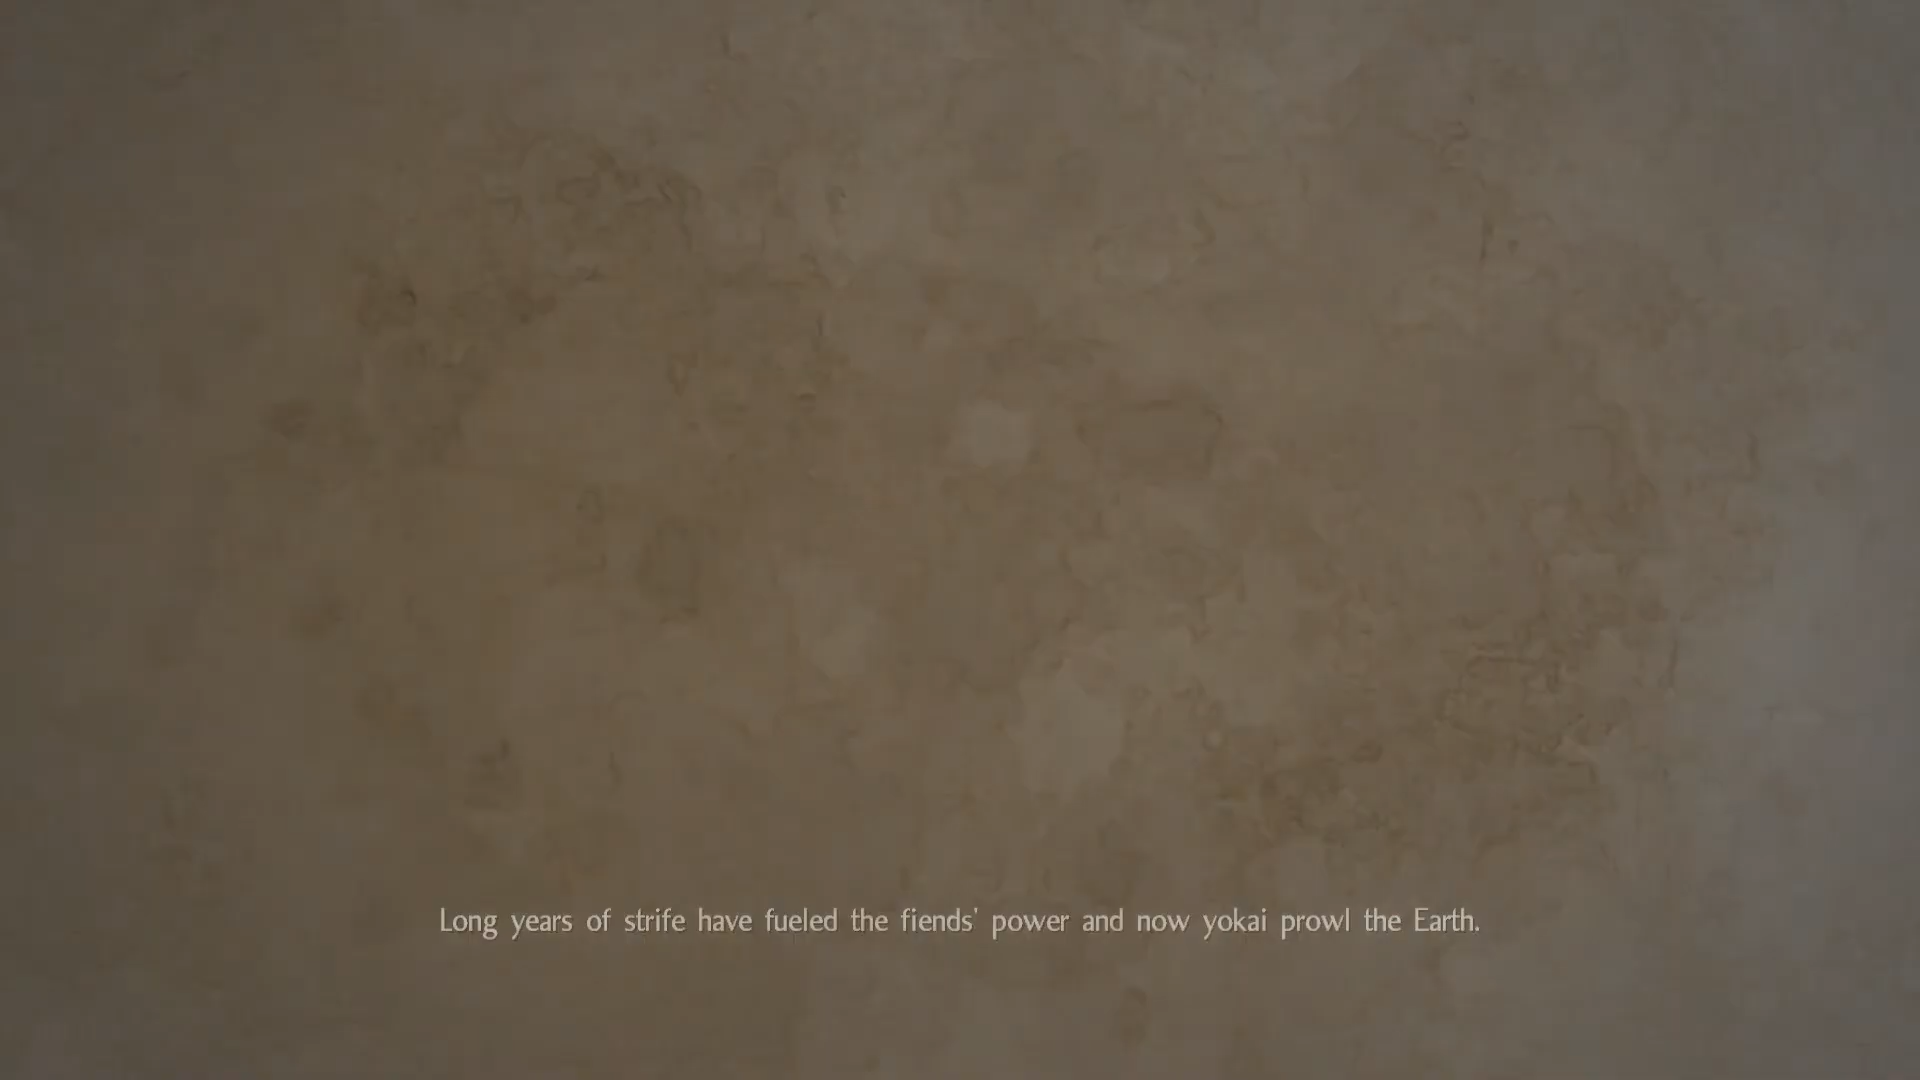 Long years of strife have fueled the fiends' power and now yokai prowl the Earth.